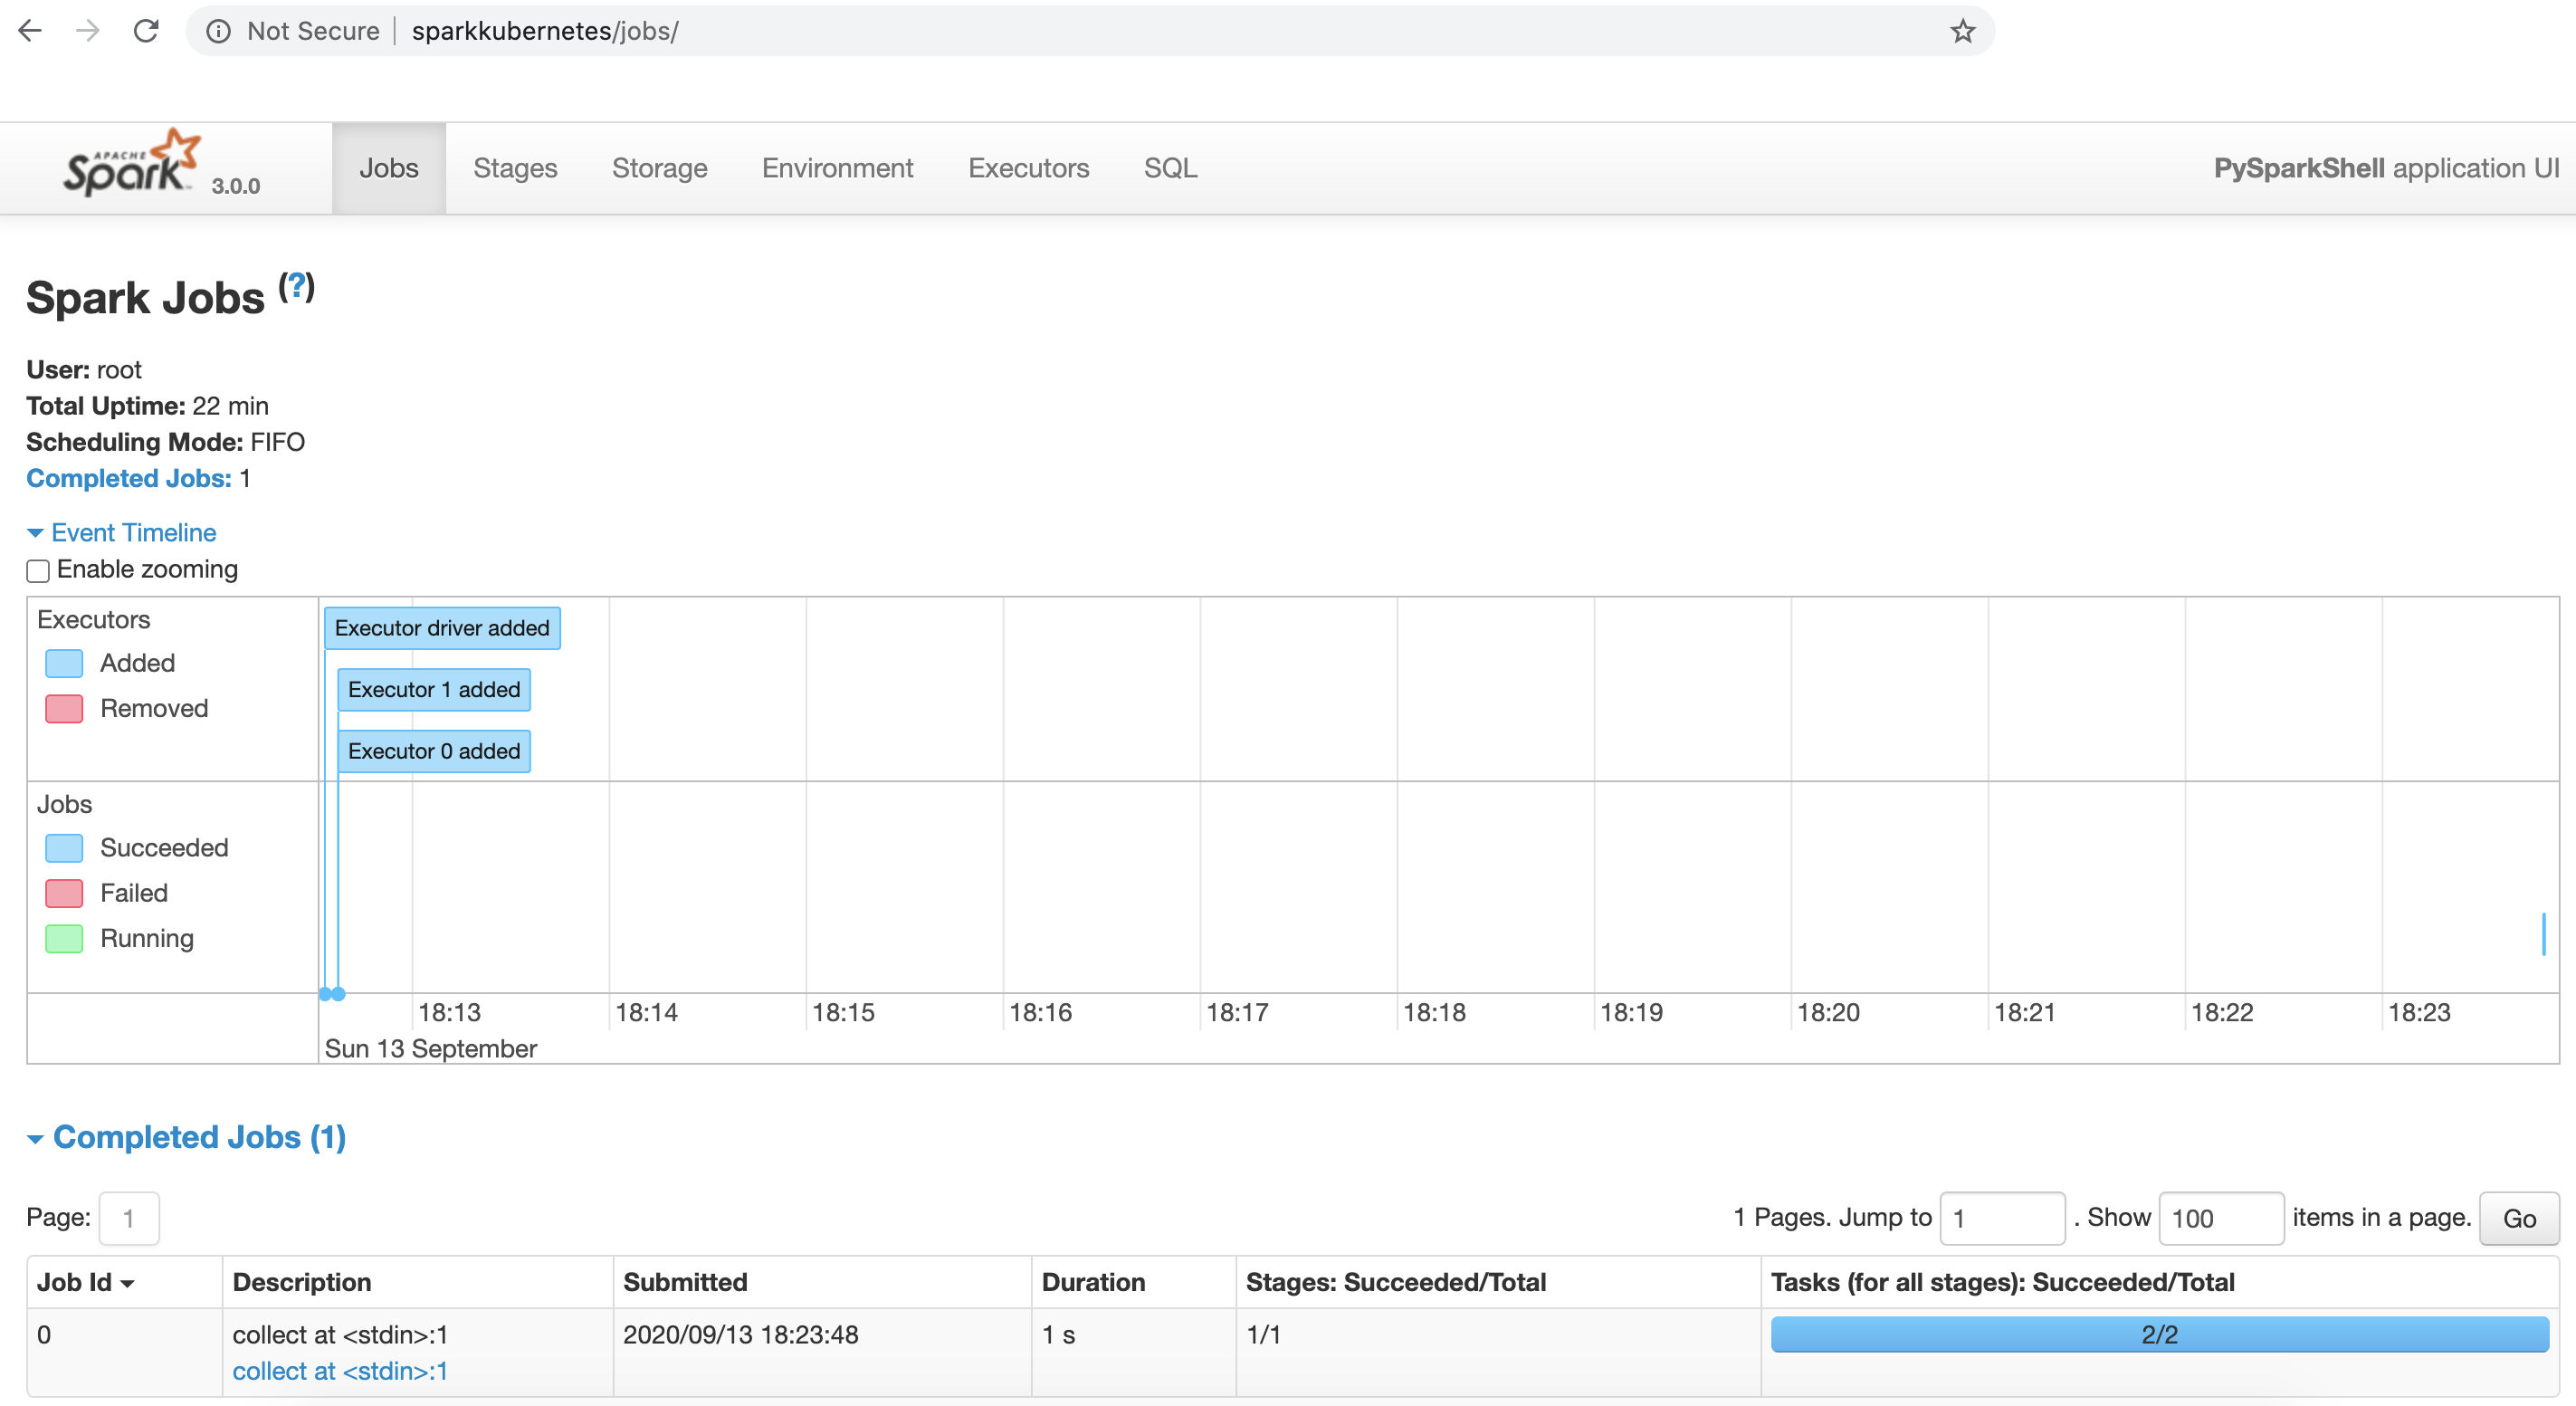 Not Secure | sparkkubernetes/jobs/
APACHE
Spark™ 3.0.0
Jobs Stages Storage Environment Executors SQL PySparkShell application UI
Spark Jobs (?)
User: root
Total Uptime: 22 min
Scheduling Mode: FIFO
Completed Jobs: 1
Event Timeline
Enable zooming
Executors
Added
Removed
Executor driver added
Executor 1 added
Executor 0 added
Jobs
Succeeded
Failed
Running
18:13 18:14 18:15 18:16 18:17 18:18 18:19 18:20 18:21 18:22 18:23
Sun 13 September
Completed Jobs (1)
Page: 1 1 Pages. Jump to 1 . Show 100 items in a page. Go
Job Id Description Submitted Duration Stages: Succeeded/Total Tasks (for all stages): Succeeded/Total
0 collect at <stdin>:1 2020/09/13 18:23:48 1 s 1/1 2/2
collect at <stdin>:1